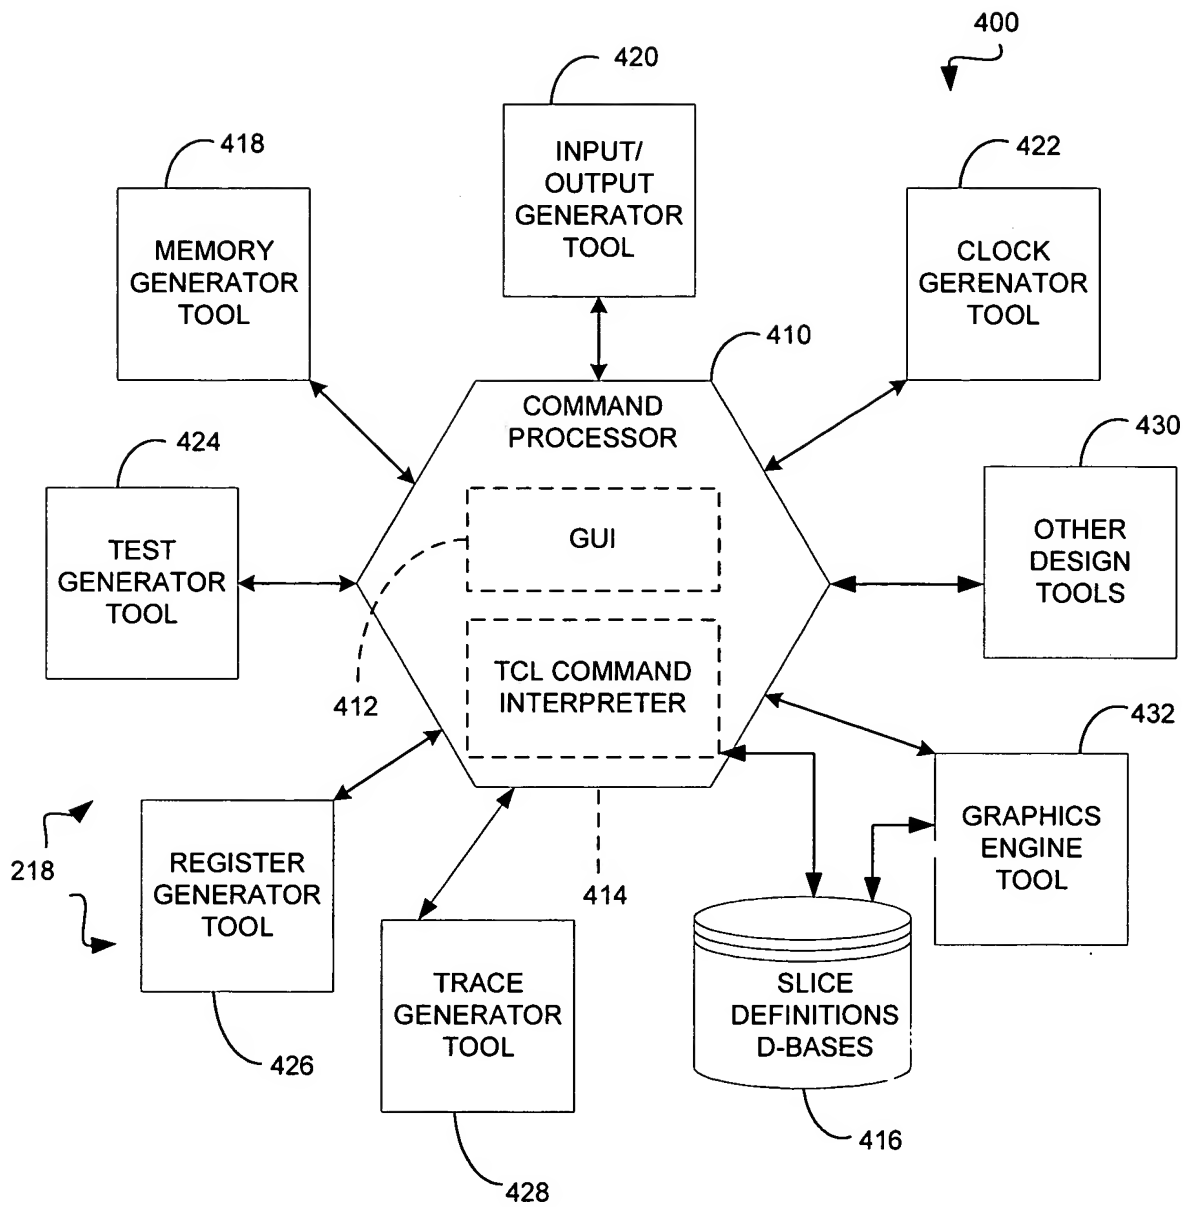 400
420
INPUT/
OUTPUT
GENERATOR
TOOL
418
MEMORY
GENERATOR
TOOL
422
CLOCK
GERENATOR
TOOL
410
COMMAND
PROCESSOR
424
TEST
GENERATOR
TOOL
GUI
430
OTHER
DESIGN
TOOLS
412
TCL COMMAND
INTERPRETER
432
GRAPHICS
ENGINE
TOOL
218
REGISTER
GENERATOR
TOOL
414
426
TRACE
GENERATOR
TOOL
428
SLICE
DEFINITIONS
D-BASES
416